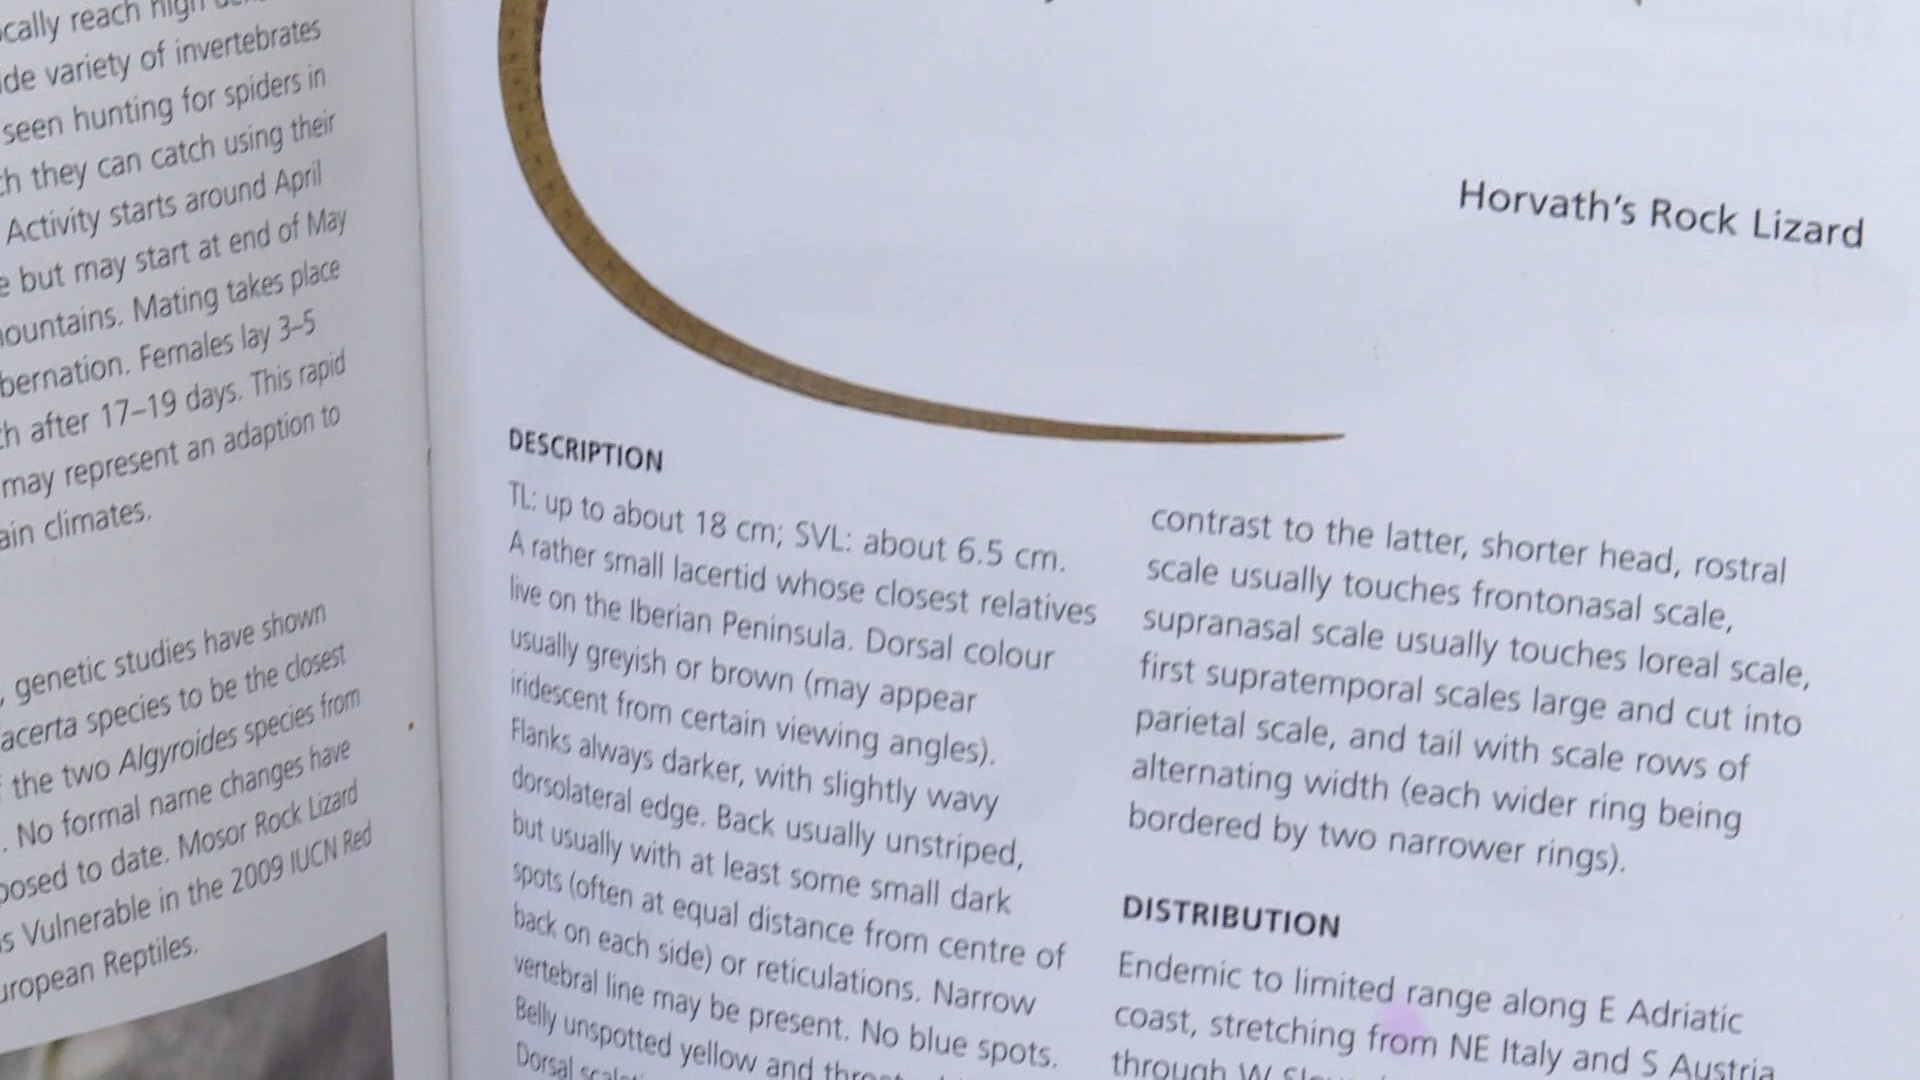 cally reach high
de variety of invertebrates
seen hunting for spiders in
h they can catch using their
Activity starts around April
e but may start at end of May
ountains. Mating takes place
bernation. Females lay 3–5
h after 17–19 days. This rapid
may represent an adaption to
ain climates.
, genetic studies have shown
acerta species to be the closest
the two Algyroides species from
. No formal name changes have
posed to date. Mosor Rock Lizard
s Vulnerable in the 2009 IUCN Red
uropean Reptiles.
Horvath's Rock Lizard
DESCRIPTION
TL: up to about 18 cm; SVL: about 6.5 cm.
A rather small lacertid whose closest relatives
live on the Iberian Peninsula. Dorsal colour
usually greyish or brown (may appear
iridescent from certain viewing angles).
Flanks always darker, with slightly wavy
dorsolateral edge. Back usually unstriped,
but usually with at least some small dark
spots (often at equal distance from centre of
back on each side) or reticulations. Narrow
vertebral line may be present. No blue spots.
Belly unspotted yellow and
Dorsal
contrast to the latter, shorter head, rostral
scale usually touches frontonasal scale,
supranasal scale usually touches loreal scale,
first supratemporal scales large and cut into
parietal scale, and tail with scale rows of
alternating width (each wider ring being
bordered by two narrower rings).
DISTRIBUTION
Endemic to limited range along E Adriatic
coast, stretching from NE Italy and S Austria
through W